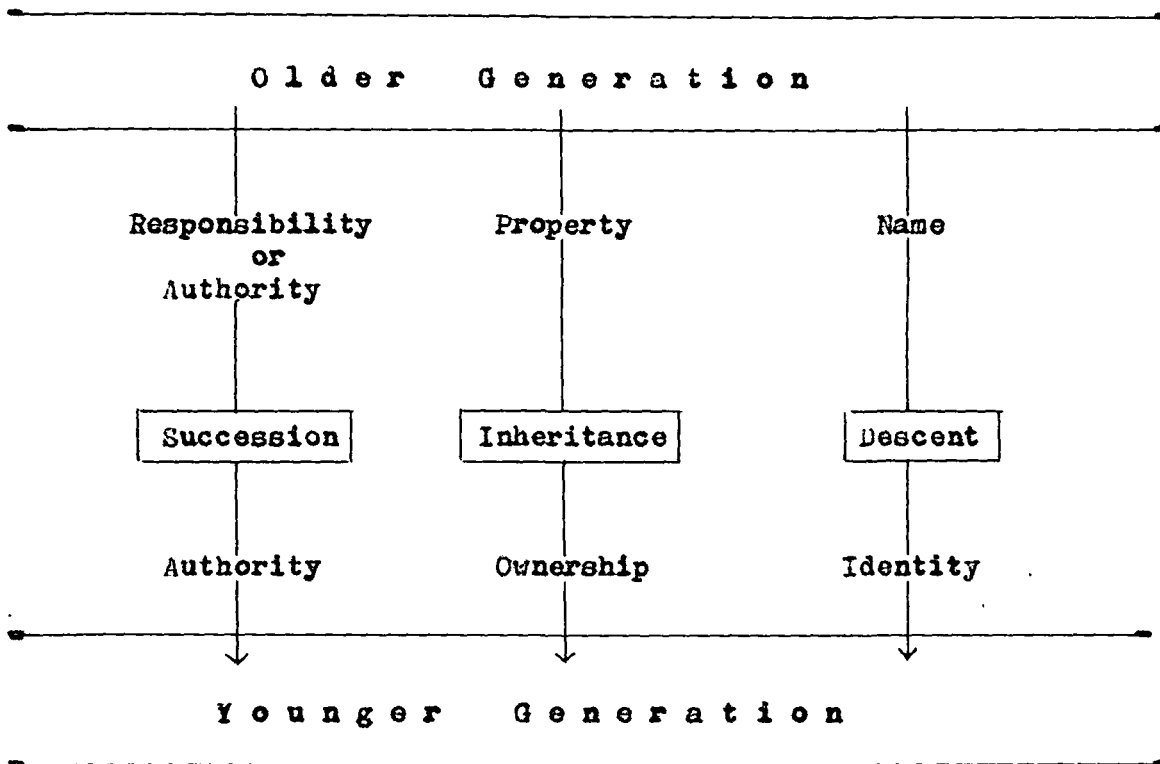 Older Generation
Responsibility Property Name
or
Authority
Succession Inheritance Descent
Authority Ownership Identity
Younger Generation